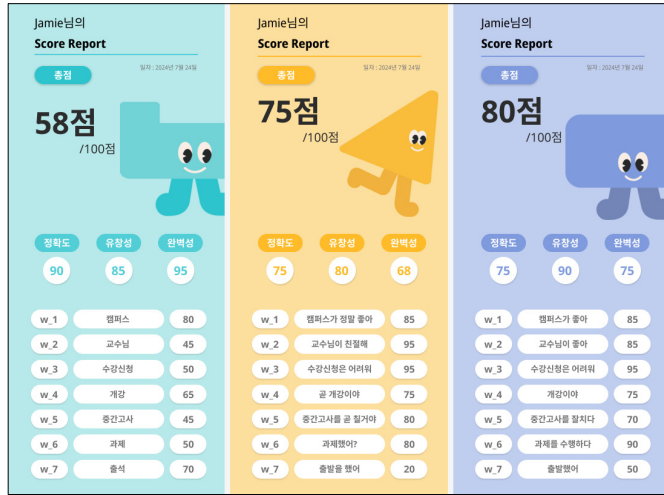 Jamie님의
Score Report
일자 : 2024년 7월 24일
총점
58점
/100점
정확도 유창성 완벽성
90 85 95
w_1 캠퍼스 80
w_2 교수님 45
w_3 수강신청 50
w_4 개강 65
w_5 중간고사 45
w_6 과제 50
w_7 출석 70
Jamie님의
Score Report
일자 : 2024년 7월 24일
총점
75점
/100점
정확도 유창성 완벽성
75 80 68
w_1 캠퍼스가 정말 좋아 85
w_2 교수님이 친절해 95
w_3 수강신청은 어려워 95
w_4 곧 개강이야 75
w_5 중간고사를 곧 칠거야 80
w_6 과제했어? 80
w_7 출발을 했어 20
Jamie님의
Score Report
일자 : 2024년 7월 24일
총점
80점
/100점
정확도 유창성 완벽성
75 90 75
w_1 캠퍼스가 좋아 85
w_2 교수님이 좋아 85
w_3 수강신청은 어려워 95
w_4 개강이야 75
w_5 중간고사를 잘치다 70
w_6 과제를 수행하다 90
w_7 출발했어 50